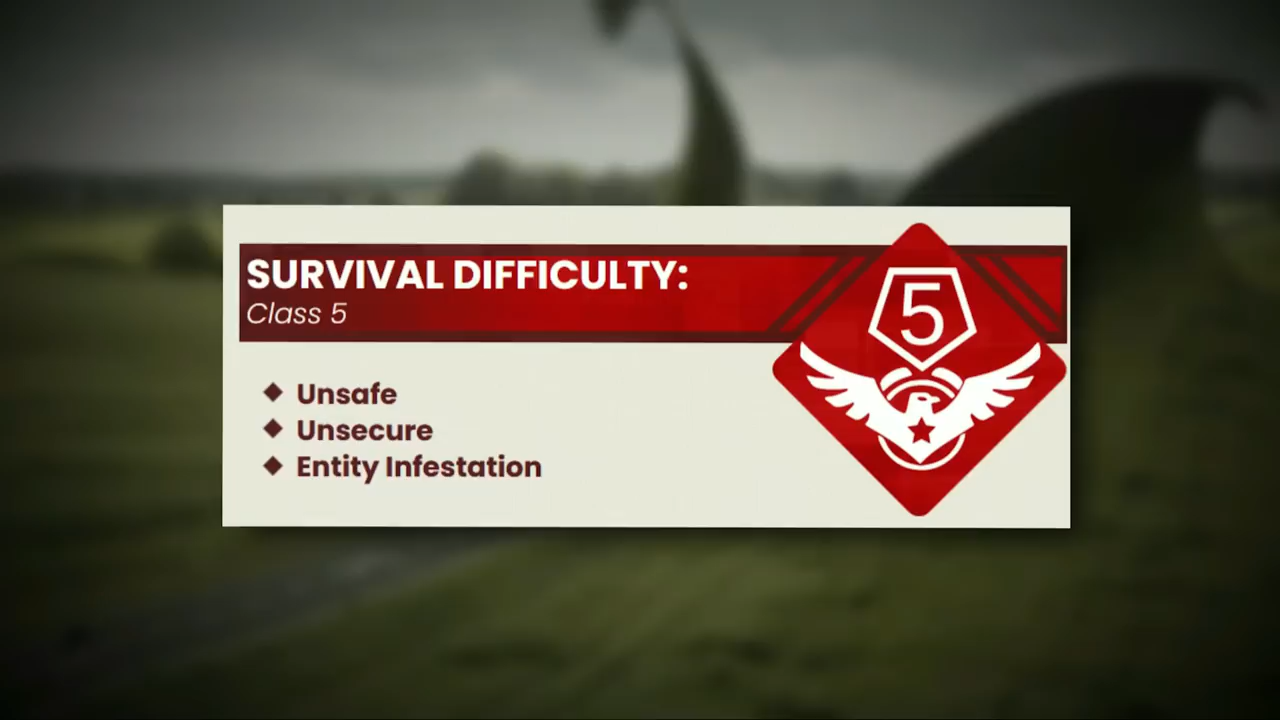 SURVIVAL DIFFICULTY:
Class 5
5
Unsafe
Unsecure
Entity Infestation